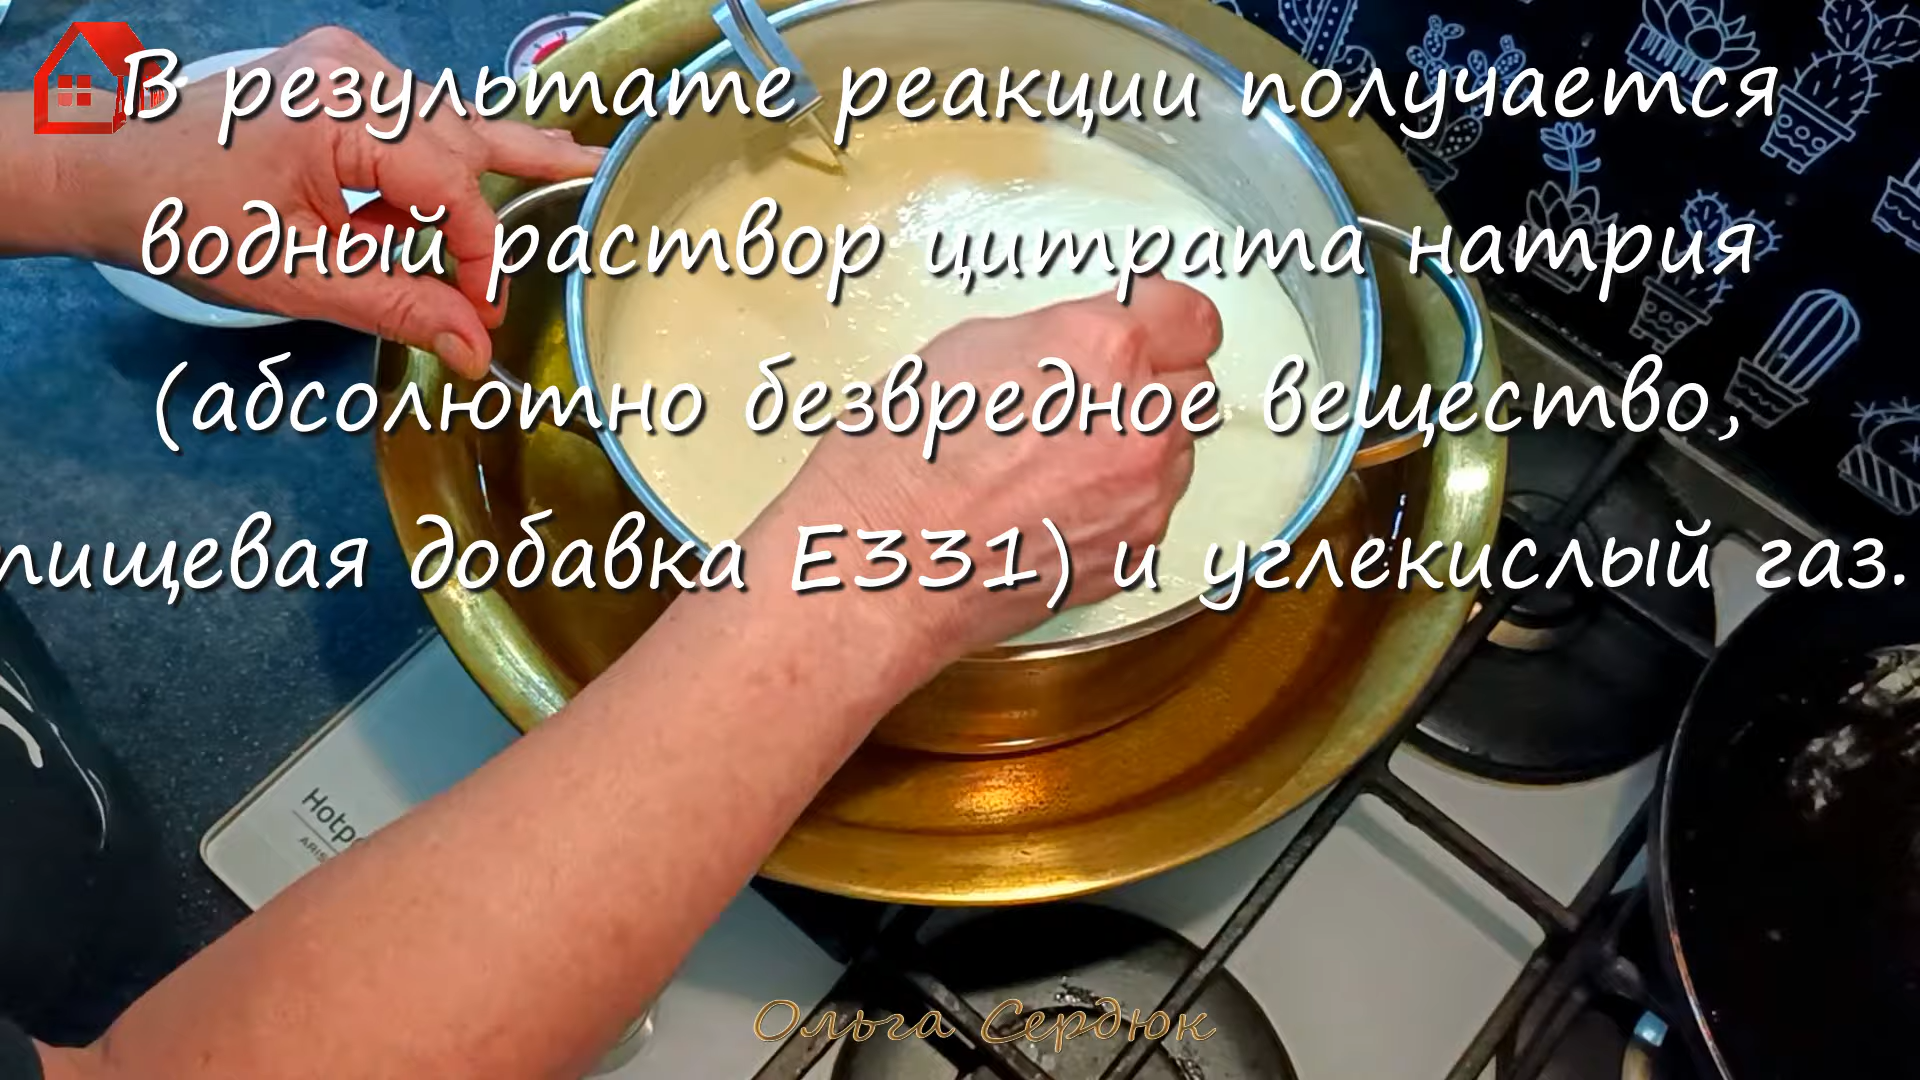 В результате реакции получается
водный раствор цитрата натрия
(абсолютно безвредное вещество,
пищевая добавка Е331) и углекислый газ.
Ольга Сердюк